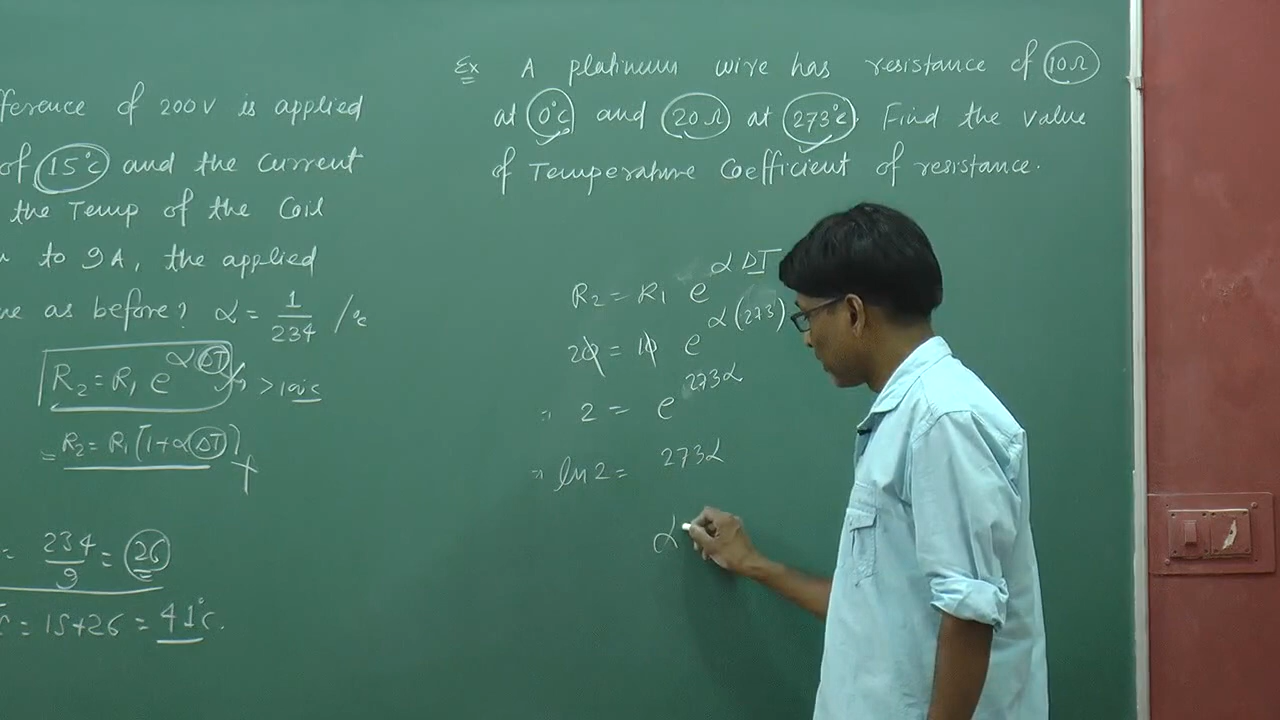 fference of 200V is applied
of 15°C and the current
the Temp of the Coil
to 9A, the applied
as before? α = 1/234 /°C
R₂ = R₁ e^αΔT
= R₂ = R₁ (1+αΔT)
= 234/9 = 26
= 15+26 = 41°C.
Ex A platinum wire has resistance of 10Ω
at 0°C and 20Ω at 273°C. Find the value
of Temperature Coefficient of resistance.
R₂ = R₁ e^αΔT
20 = 10 e^α(273)
2 = e^273α
ln 2 = 273α
α